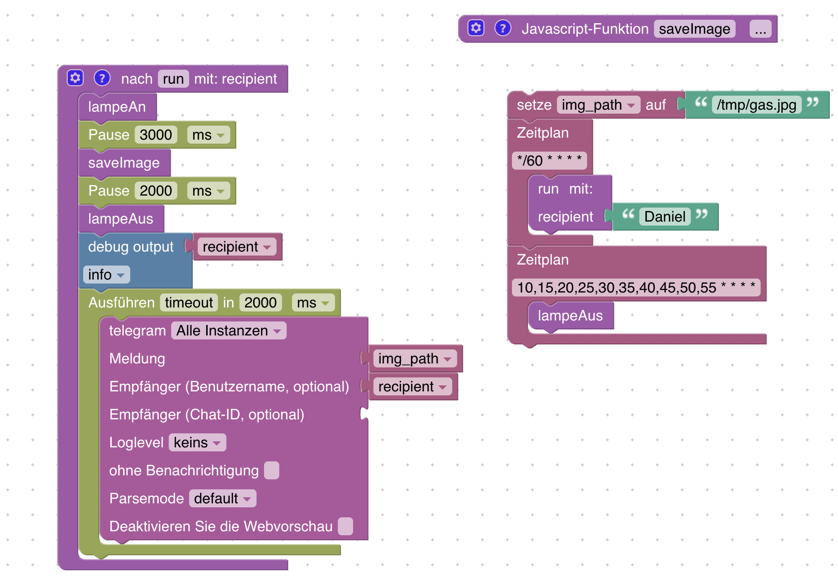 Javascript-Funktion saveImage ...
nach run mit: recipient
lampeAn
Pause 3000 ms
saveImage
Pause 2000 ms
lampeAus
debug output recipient
info
Ausführen timeout in 2000 ms
telegram Alle Instanzen
Meldung img_path
Empfänger (Benutzername, optional) recipient
Empfänger (Chat-ID, optional)
Loglevel keins
ohne Benachrichtigung
Parsemode default
Deaktivieren Sie die Webvorschau
setze img_path auf “ /tmp/gas.jpg ”
Zeitplan
*/60 * * * *
run mit:
recipient “ Daniel ”
Zeitplan
10,15,20,25,30,35,40,45,50,55 * * * *
lampeAus